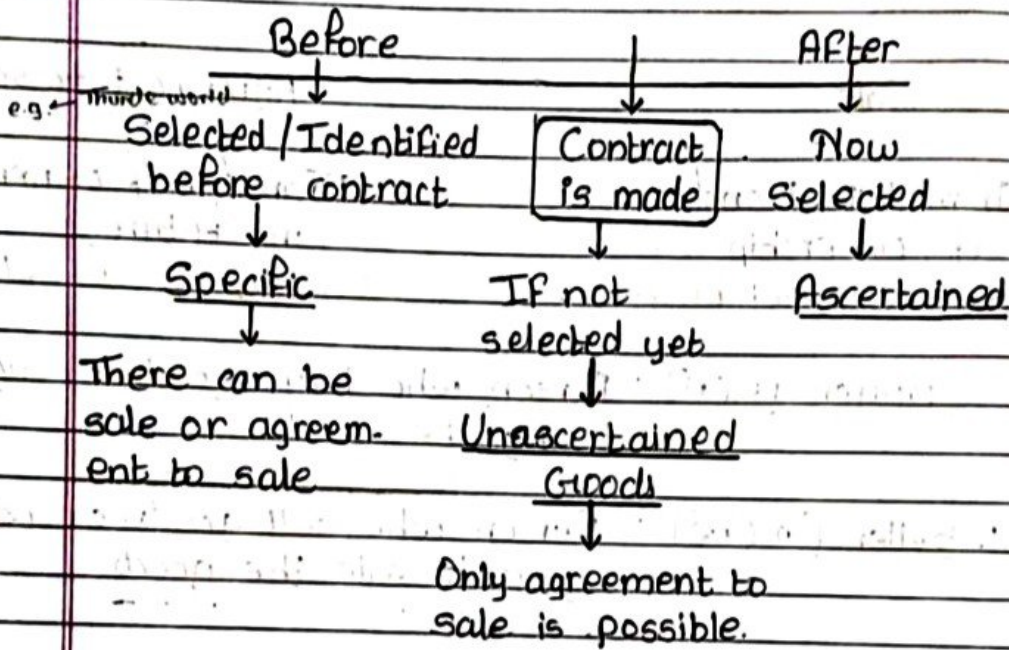 Before
After
e.g.
Selected/Identified
before contract
Contract
is made
Now
Selected
Specific
If not
selected yet
Ascertained
There can be
sale or agreem-
ent to sale
Unascertained
Goods
Only agreement to
sale is possible.